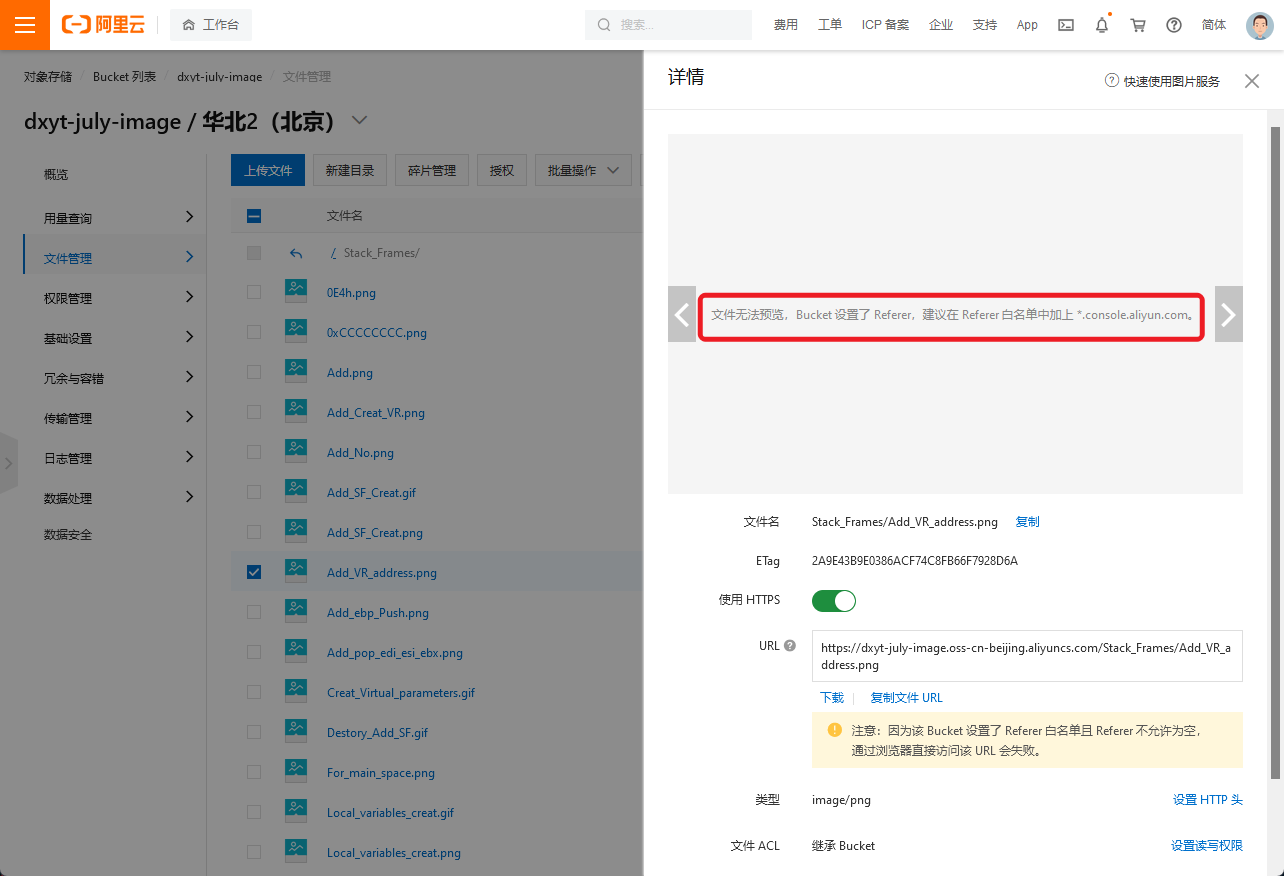 阿里云
工作台
搜索...
费用
工单
ICP 备案
企业
支持
App
简体
对象存储 / Bucket 列表 / dxyt-july-image / 文件管理
dxyt-july-image / 华北2（北京）
概览
用量查询
文件管理
权限管理
基础设置
冗余与容错
传输管理
日志管理
数据处理
数据安全
上传文件
新建目录
碎片管理
授权
批量操作
文件名
/ Stack_Frames/
0E4h.png
0xCCCCCCCC.png
Add.png
Add_Creat_VR.png
Add_No.png
Add_SF_Creat.gif
Add_SF_Creat.png
Add_VR_address.png
Add_ebp_Push.png
Add_pop_edi_esi_ebx.png
Creat_Virtual_parameters.gif
Destory_Add_SF.gif
For_main_space.png
Local_variables_creat.gif
Local_variables_creat.png
详情
快速使用图片服务
文件无法预览，Bucket 设置了 Referer，建议在 Referer 白名单中加上 *.console.aliyun.com。
文件名 Stack_Frames/Add_VR_address.png 复制
ETag 2A9E43B9E0386ACF74C8FB66F7928D6A
使用 HTTPS
URL https://dxyt-july-image.oss-cn-beijing.aliyuncs.com/Stack_Frames/Add_VR_a
ddress.png
下载 复制文件 URL
注意：因为该 Bucket 设置了 Referer 白名单且 Referer 不允许为空，
通过浏览器直接访问该 URL 会失败。
类型 image/png 设置 HTTP 头
文件 ACL 继承 Bucket 设置读写权限